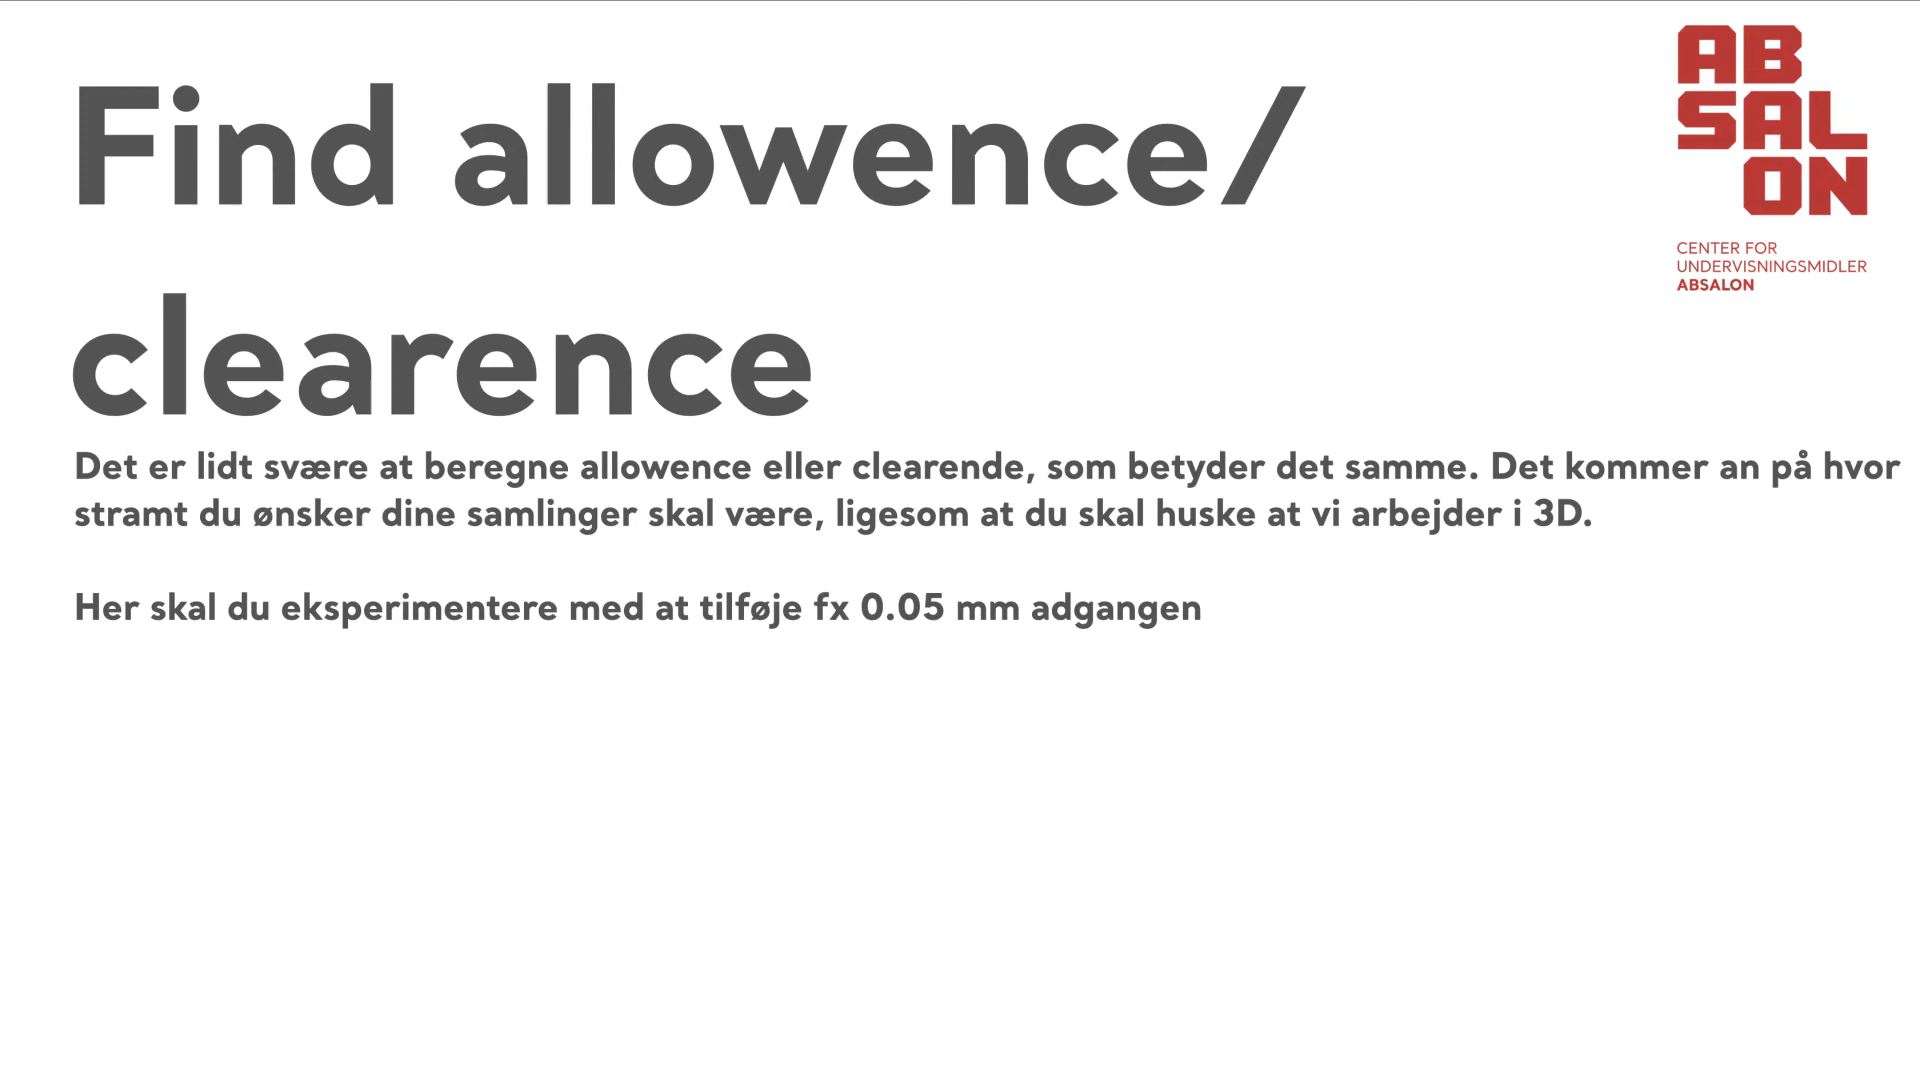 Find allowence/
clearence
Det er lidt svære at beregne allowence eller clearende, som betyder det samme. Det kommer an på hvor
stramt du ønsker dine samlinger skal være, ligesom at du skal huske at vi arbejder i 3D.
Her skal du eksperimentere med at tilføje fx 0.05 mm adgangen
AB
SAL
ON
CENTER FOR
UNDERVISNINGSMIDLER
ABSALON